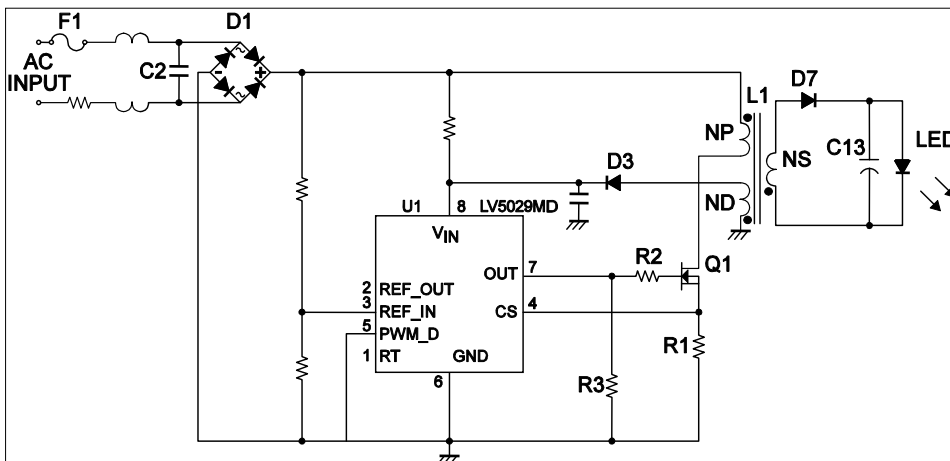 F1
D1
AC
INPUT
C2
~
-
+
~
D7
L1
NP
C13
LED
NS
D3
ND
U1
8
LV5029MD
VIN
Q1
R2
OUT
7
2
REF_OUT
3
REF_IN
CS
4
5
PWM_D
R1
1
RT
GND
6
R3